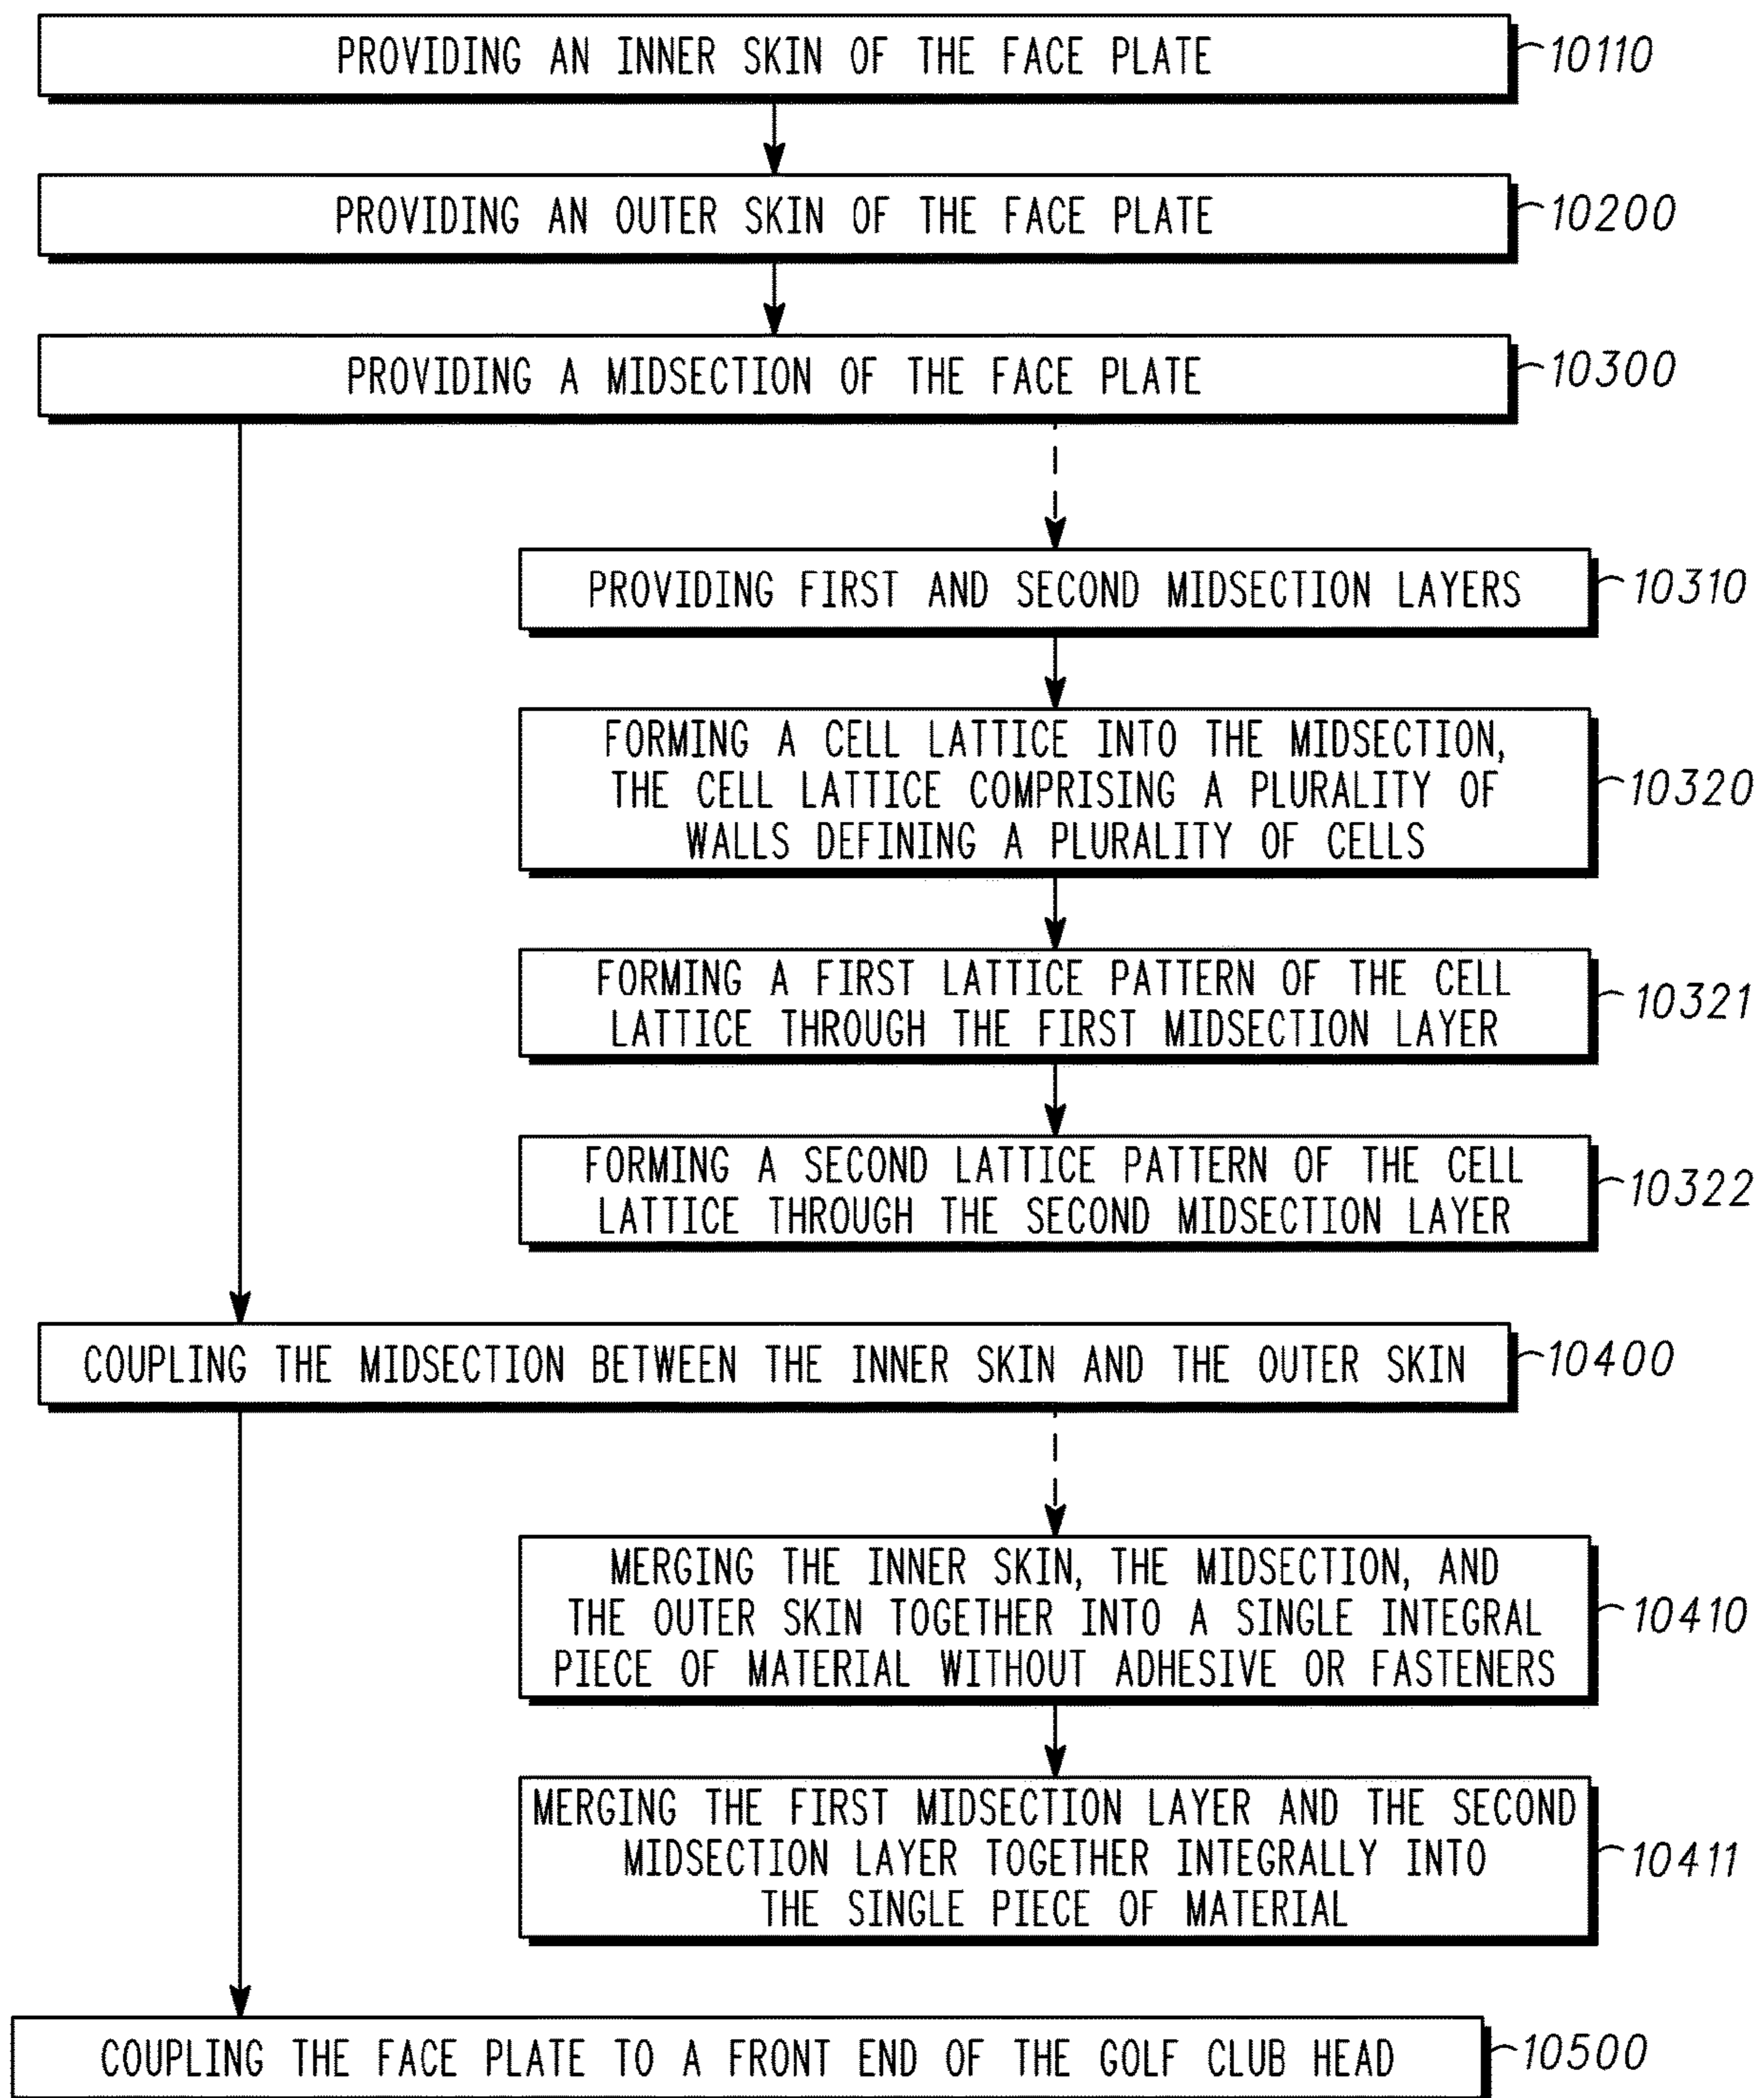 PROVIDING AN INNER SKIN OF THE FACE PLATE
10110
PROVIDING AN OUTER SKIN OF THE FACE PLATE
10200
PROVIDING A MIDSECTION OF THE FACE PLATE
10300
PROVIDING FIRST AND SECOND MIDSECTION LAYERS
10310
FORMING A CELL LATTICE INTO THE MIDSECTION,
THE CELL LATTICE COMPRISING A PLURALITY OF
WALLS DEFINING A PLURALITY OF CELLS
10320
FORMING A FIRST LATTICE PATTERN OF THE CELL
LATTICE THROUGH THE FIRST MIDSECTION LAYER
10321
FORMING A SECOND LATTICE PATTERN OF THE CELL
LATTICE THROUGH THE SECOND MIDSECTION LAYER
10322
COUPLING THE MIDSECTION BETWEEN THE INNER SKIN AND THE OUTER SKIN
10400
MERGING THE INNER SKIN, THE MIDSECTION, AND
THE OUTER SKIN TOGETHER INTO A SINGLE INTEGRAL
PIECE OF MATERIAL WITHOUT ADHESIVE OR FASTENERS
10410
MERGING THE FIRST MIDSECTION LAYER AND THE SECOND
MIDSECTION LAYER TOGETHER INTEGRALLY INTO
THE SINGLE PIECE OF MATERIAL
10411
COUPLING THE FACE PLATE TO A FRONT END OF THE GOLF CLUB HEAD
10500